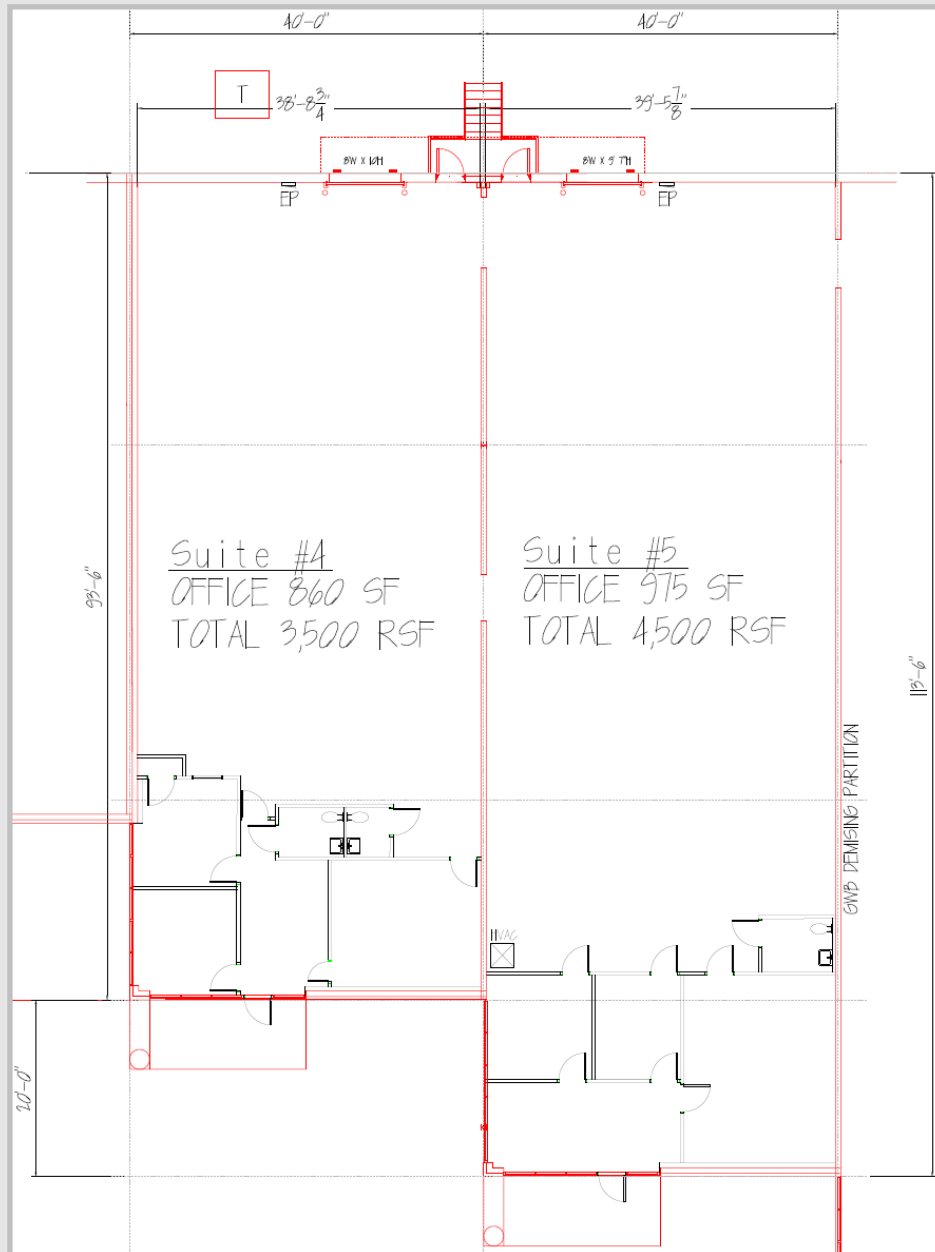 40'-0"
40'-0"
T
38'-8 3/4"
39'-5 7/8"
8W X 10H
8W X 9'7H
EP
EP
93'-6"
Suite #4
OFFICE 860 SF
TOTAL 3,500 RSF
Suite #5
OFFICE 975 SF
TOTAL 4,500 RSF
113'-6"
GWB DEMISING PARTITION
HVAC
20'-0"